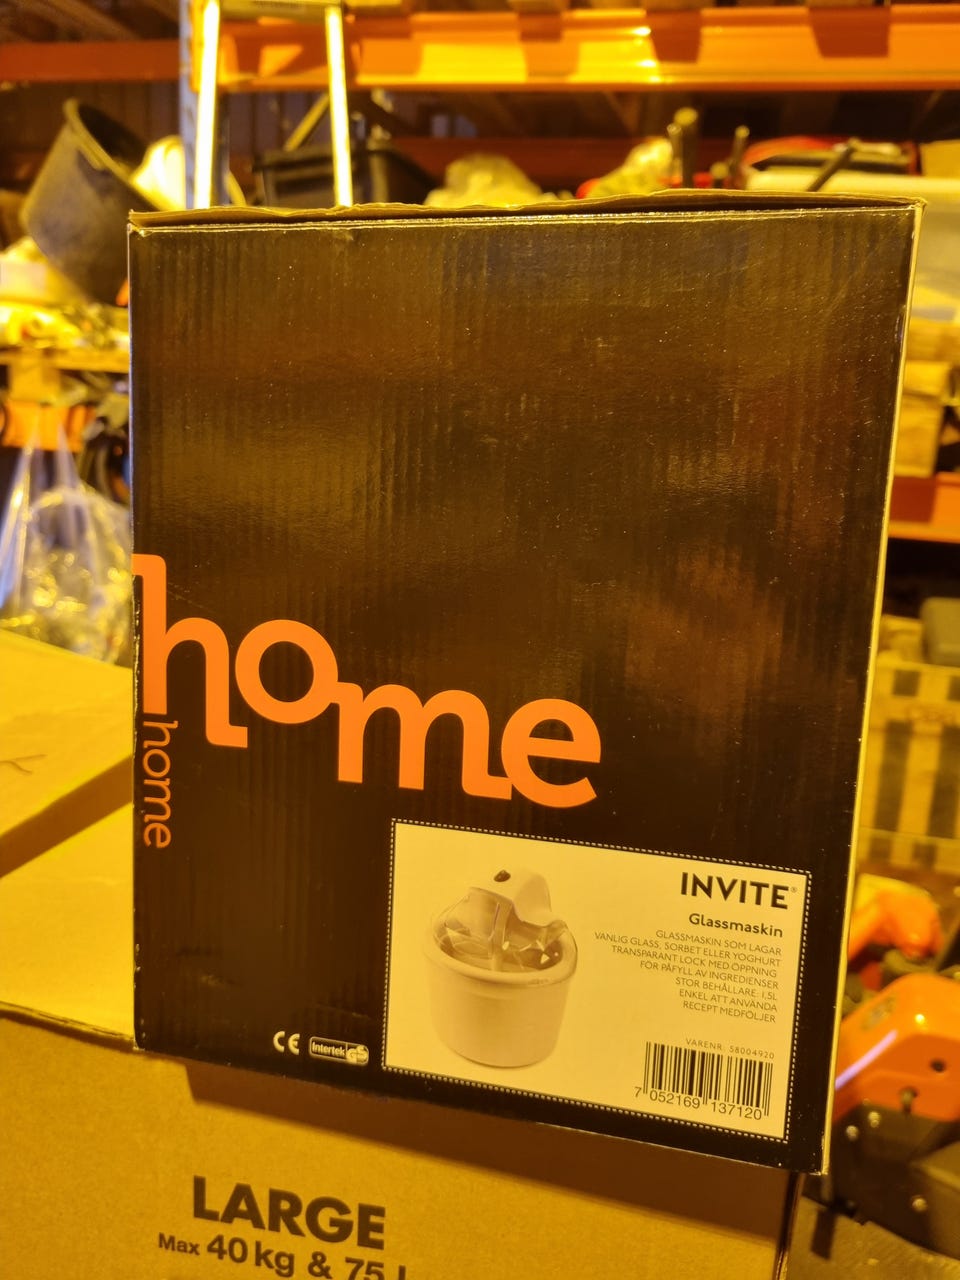 home
home
INVITE®
Glassmaskin
GLASSMASKIN SOM LAGAR
VANLIG GLASS, SORBET ELLER YOGHURT
TRANSPARANT LOCK MED ÖPPNING
FÖR PÅFYLL AV INGREDIENSER
STOR BEHÅLLARE: 1,5L
ENKEL ATT ANVÄNDA
RECEPT MEDFÖLJER
VARENR: 58004920
7 052169 137120
CE Intertek GS
LARGE
Max 40 kg & 75 l